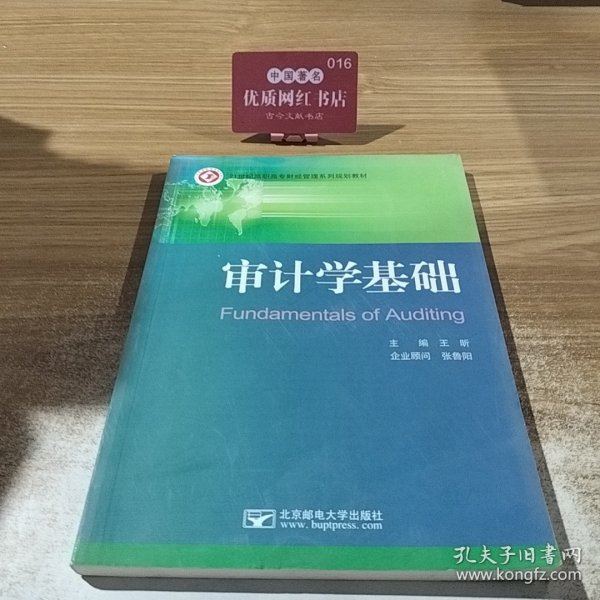 016
中国著名
优质网红书店
古今文献书店
21世纪高职高专财经管理系列规划教材
审计学基础
Fundamentals of Auditing
主 编 王 昕
企业顾问 张鲁阳
北京邮电大学出版社
www.buptpress.com
孔夫子旧书网
www.kongfz.com